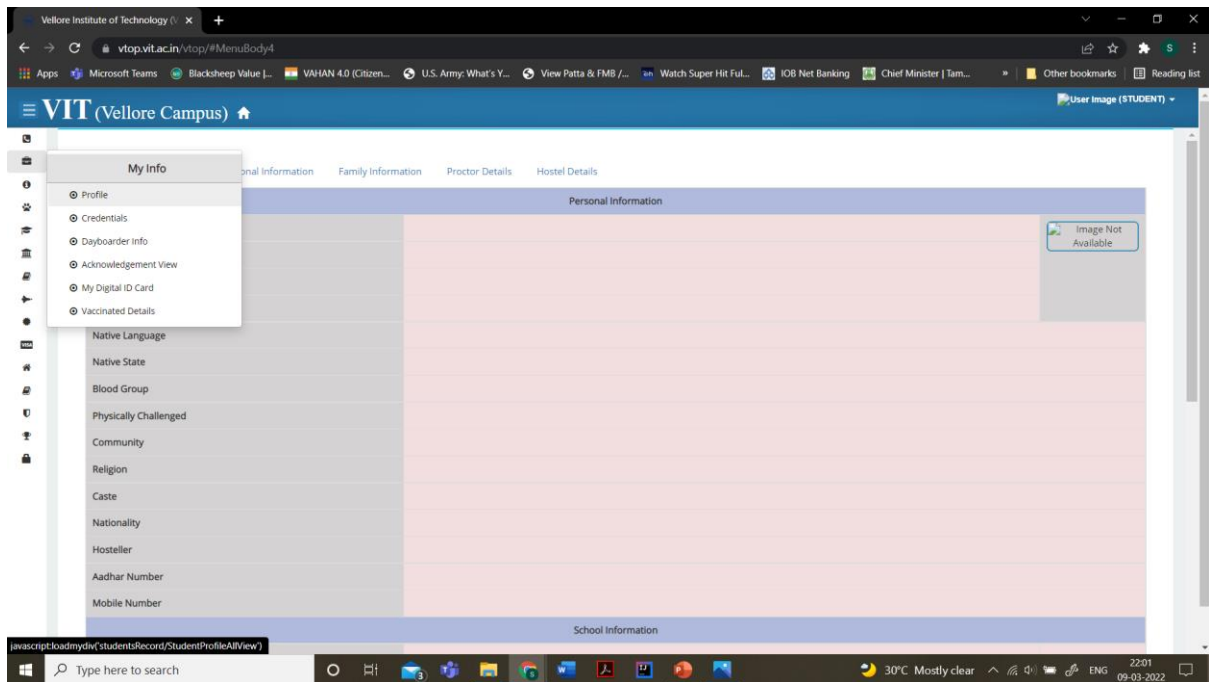 Vellore Institute of Technology (V
vtop.vit.ac.in/vtop/#MenuBody4
Apps Microsoft Teams Blacksheep Value |... VAHAN 4.0 (Citizen... U.S. Army: What's Y... View Patta & FMB /... Watch Super Hit Ful... IOB Net Banking Chief Minister | Tam... » Other bookmarks Reading list
VIT (Vellore Campus)
User Image (STUDENT)
My Info
onal Information Family Information Proctor Details Hostel Details
Profile
Credentials
Dayboarder Info
Acknowledgement View
My Digital ID Card
Vaccinated Details
Personal Information
Image Not
Available
Native Language
Native State
Blood Group
Physically Challenged
Community
Religion
Caste
Nationality
Hosteller
Aadhar Number
Mobile Number
School Information
javascript:loadmydiv('studentsRecord/StudentProfileAllView')
Type here to search
30°C Mostly clear ENG 22:01
09-03-2022